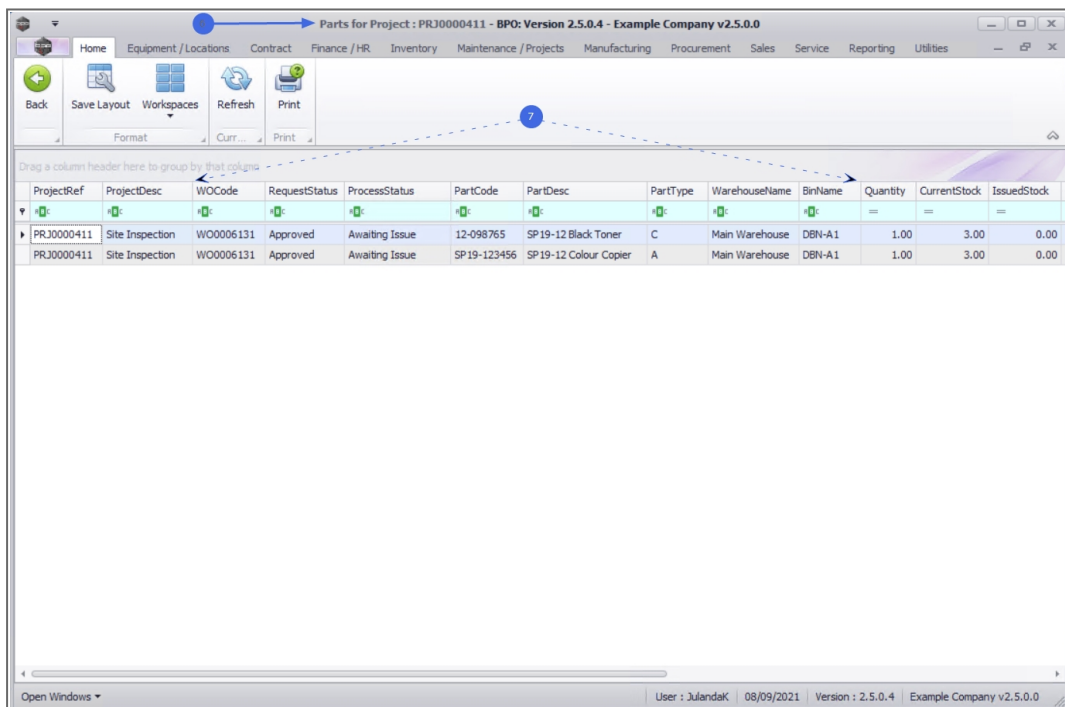 Parts for Project : PRJ0000411 - BPO: Version 2.5.0.4 - Example Company v2.5.0.0
Home Equipment / Locations Contract Finance / HR Inventory Maintenance / Projects Manufacturing Procurement Sales Service Reporting Utilities
Back Save Layout Workspaces Refresh Print
Format Curr... Print
7
Drag a column header here to group by that column
ProjectRef ProjectDesc WOCode RequestStatus ProcessStatus PartCode PartDesc PartType WarehouseName BinName Quantity CurrentStock IssuedStock
PRJ0000411 Site Inspection WO0006131 Approved Awaiting Issue 12-098765 SP19-12 Black Toner C Main Warehouse DBN-A1 1.00 3.00 0.00
PRJ0000411 Site Inspection WO0006131 Approved Awaiting Issue SP19-123456 SP19-12 Colour Copier A Main Warehouse DBN-A1 1.00 3.00 0.00
Open Windows User : JulandaK 08/09/2021 Version : 2.5.0.4 Example Company v2.5.0.0